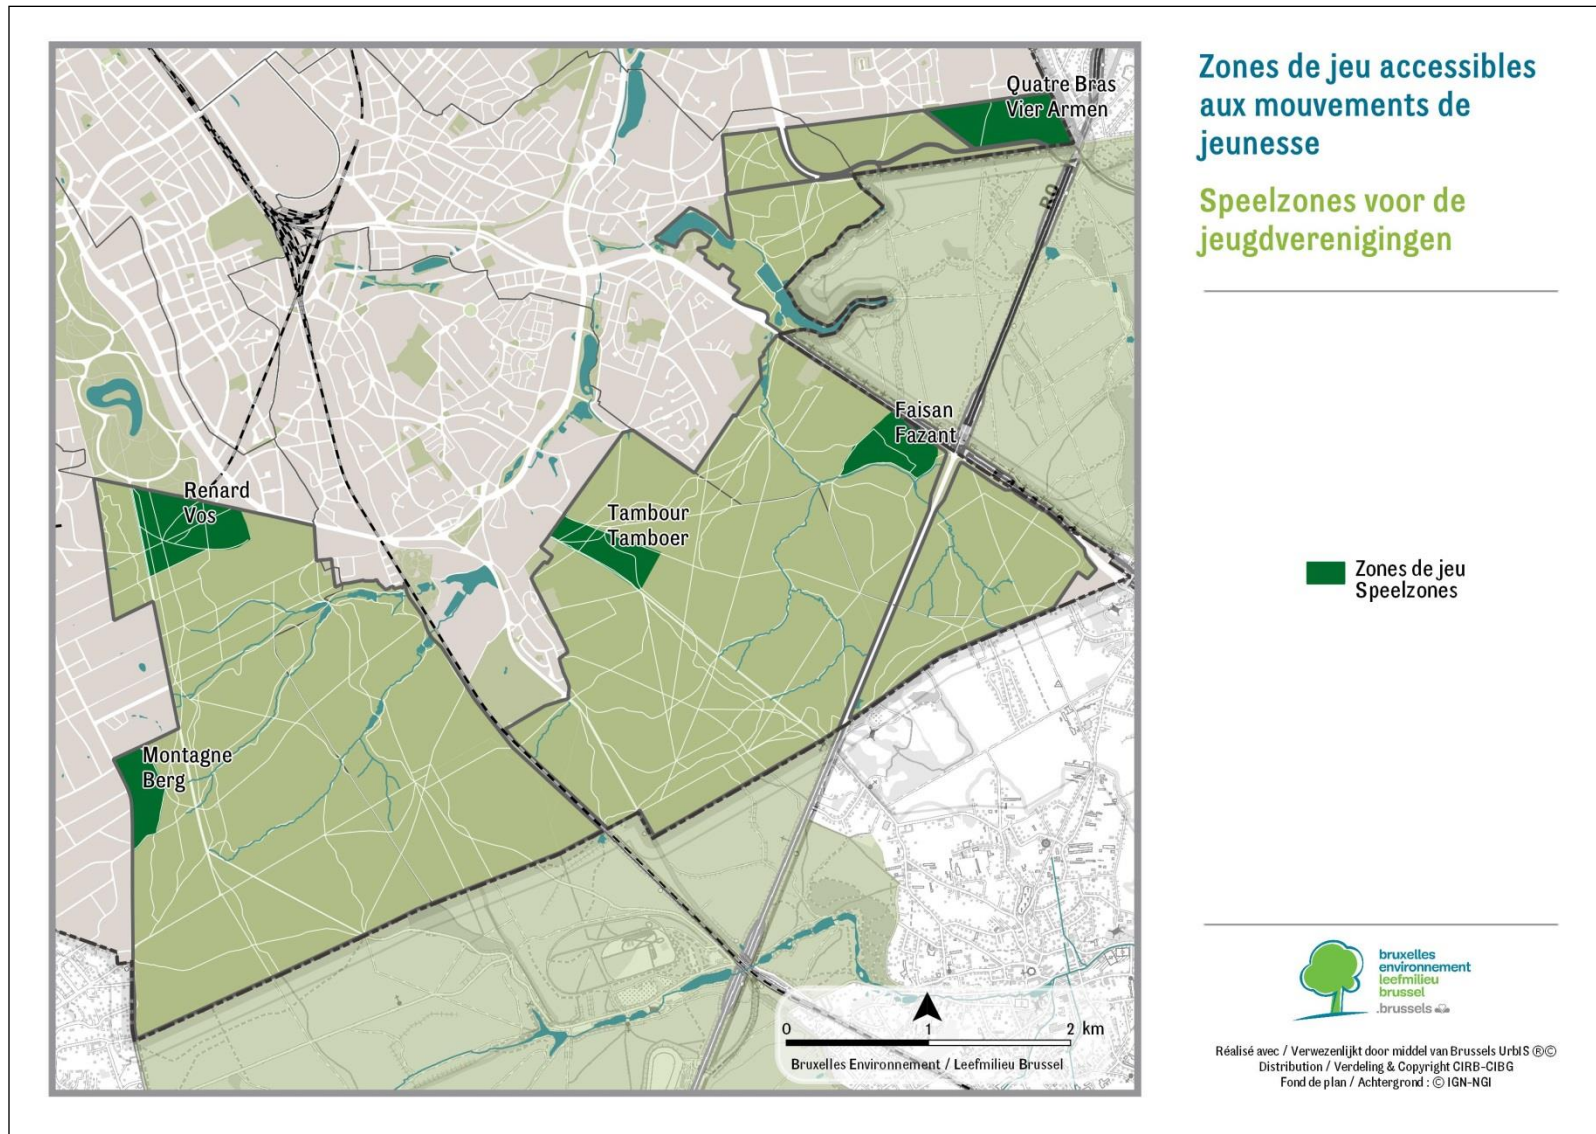 Zones de jeu accessibles
aux mouvements de
jeunesse
Speelzones voor de
jeugdverenigingen
Quatre Bras
Vier Armen
RO
Faisan
Fazant
Renard
Vos
Tambour
Tamboer
Montagne
Berg
Zones de jeu
Speelzones
0 1 2 km
Bruxelles Environnement / Leefmilieu Brussel
bruxelles
environnement
leefmilieu
brussel
.brussels
Réalisé avec / Verwezenlijkt door middel van Brussels UrbIS ®©
Distribution / Verdeling & Copyright CIRB-CIBG
Fond de plan / Achtergrond : © IGN-NGI